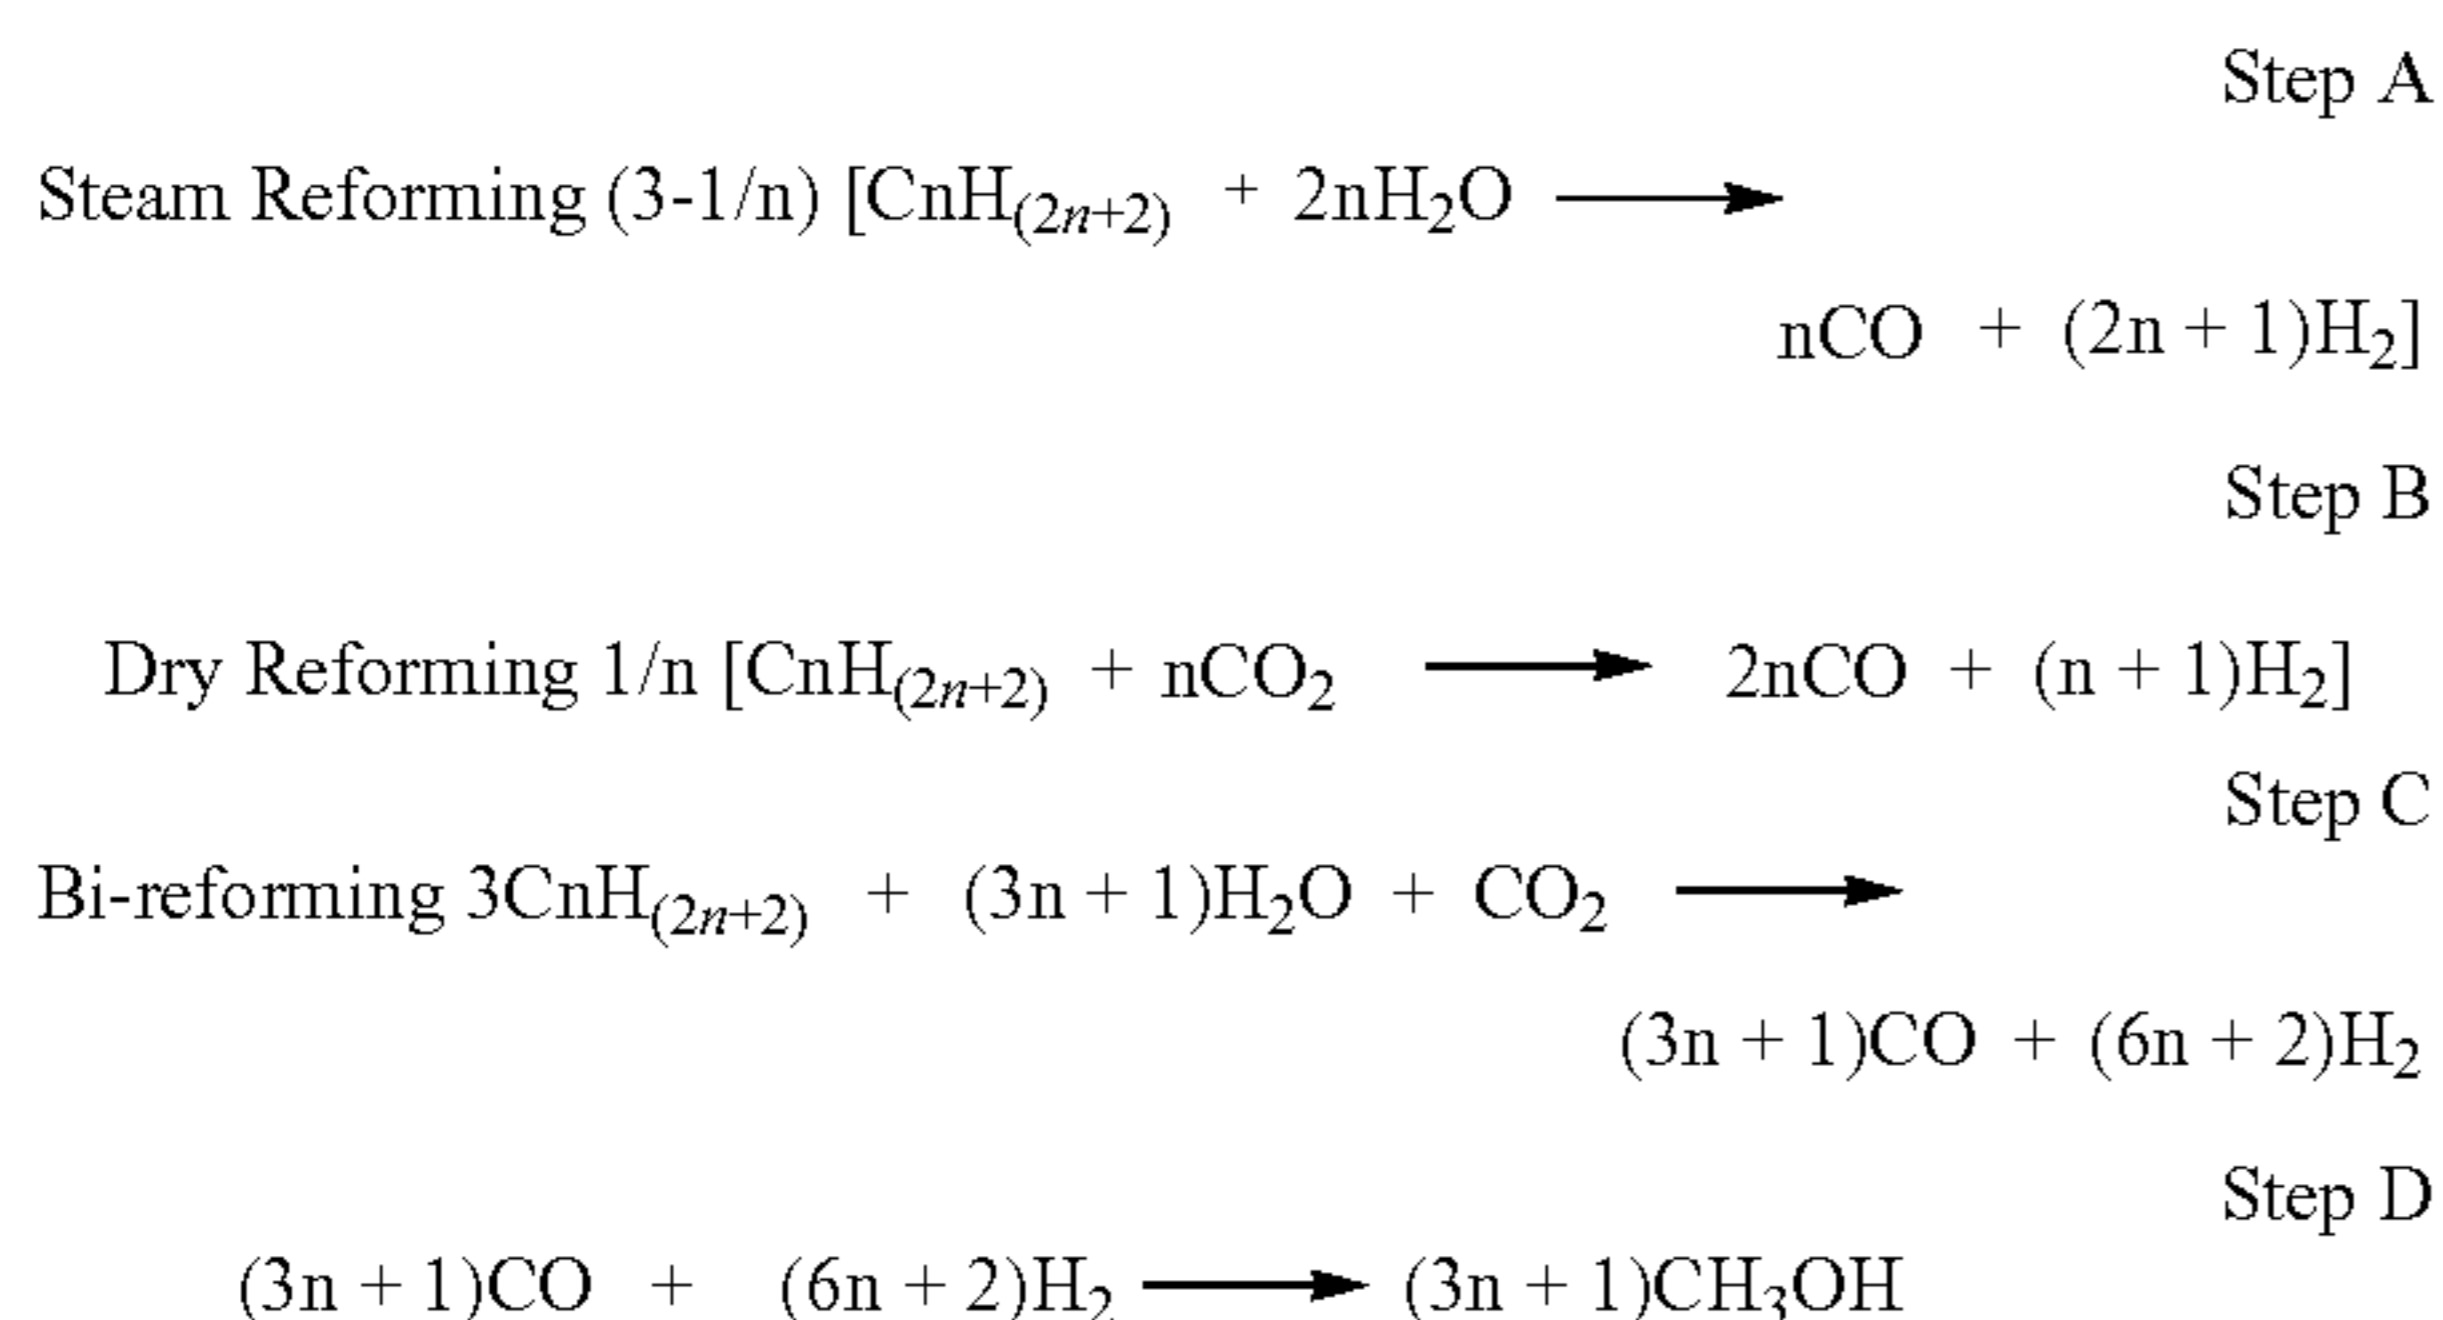 Step A
Steam Reforming (3-1/n) [CnH(2n+2) + 2nH2O ⟶
nCO + (2n + 1)H2]
Step B
Dry Reforming 1/n [CnH(2n+2) + nCO2 ⟶ 2nCO + (n + 1)H2]
Step C
Bi-reforming 3CnH(2n+2) + (3n + 1)H2O + CO2 ⟶
(3n + 1)CO + (6n + 2)H2
Step D
(3n + 1)CO + (6n + 2)H2 ⟶ (3n + 1)CH3OH